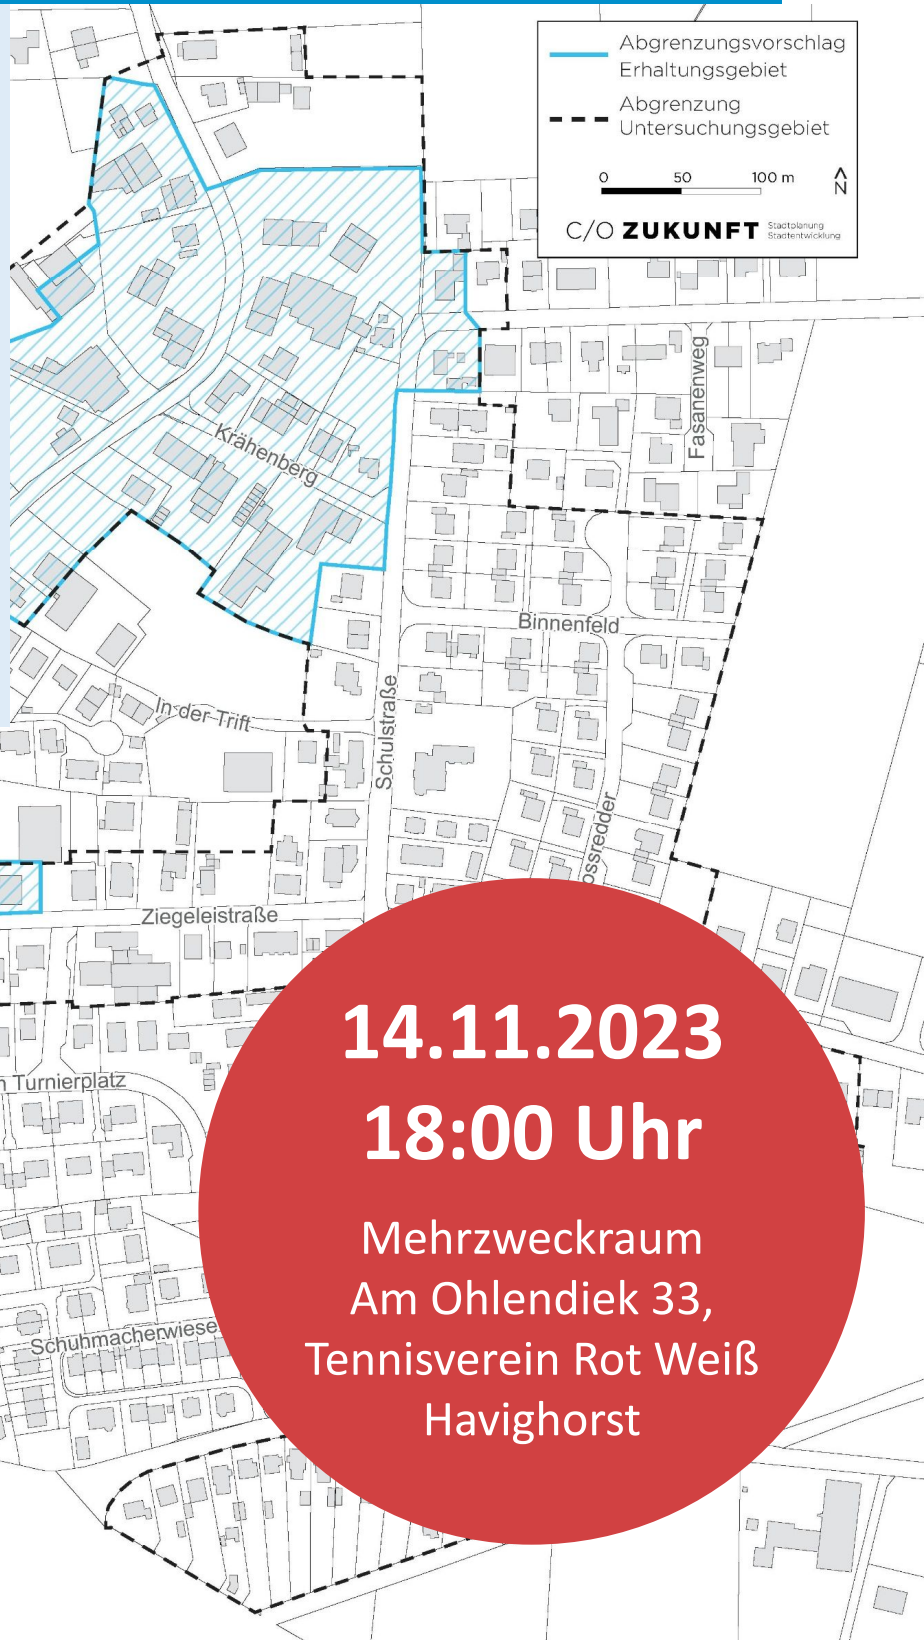 Abgrenzungsvorschlag
Erhaltungsgebiet
Abgrenzung
Untersuchungsgebiet
0 50 100 m
N
C/O ZUKUNFT Stadtplanung
Stadtentwicklung
Fasanenweg
Krähenberg
Binnenfeld
In der Trift
Schulstraße
ossredder
Ziegeleistraße
Turnierplatz
Schuhmacherwiese
14.11.2023
18:00 Uhr
Mehrzweckraum
Am Ohlendiek 33,
Tennisverein Rot Weiß
Havighorst